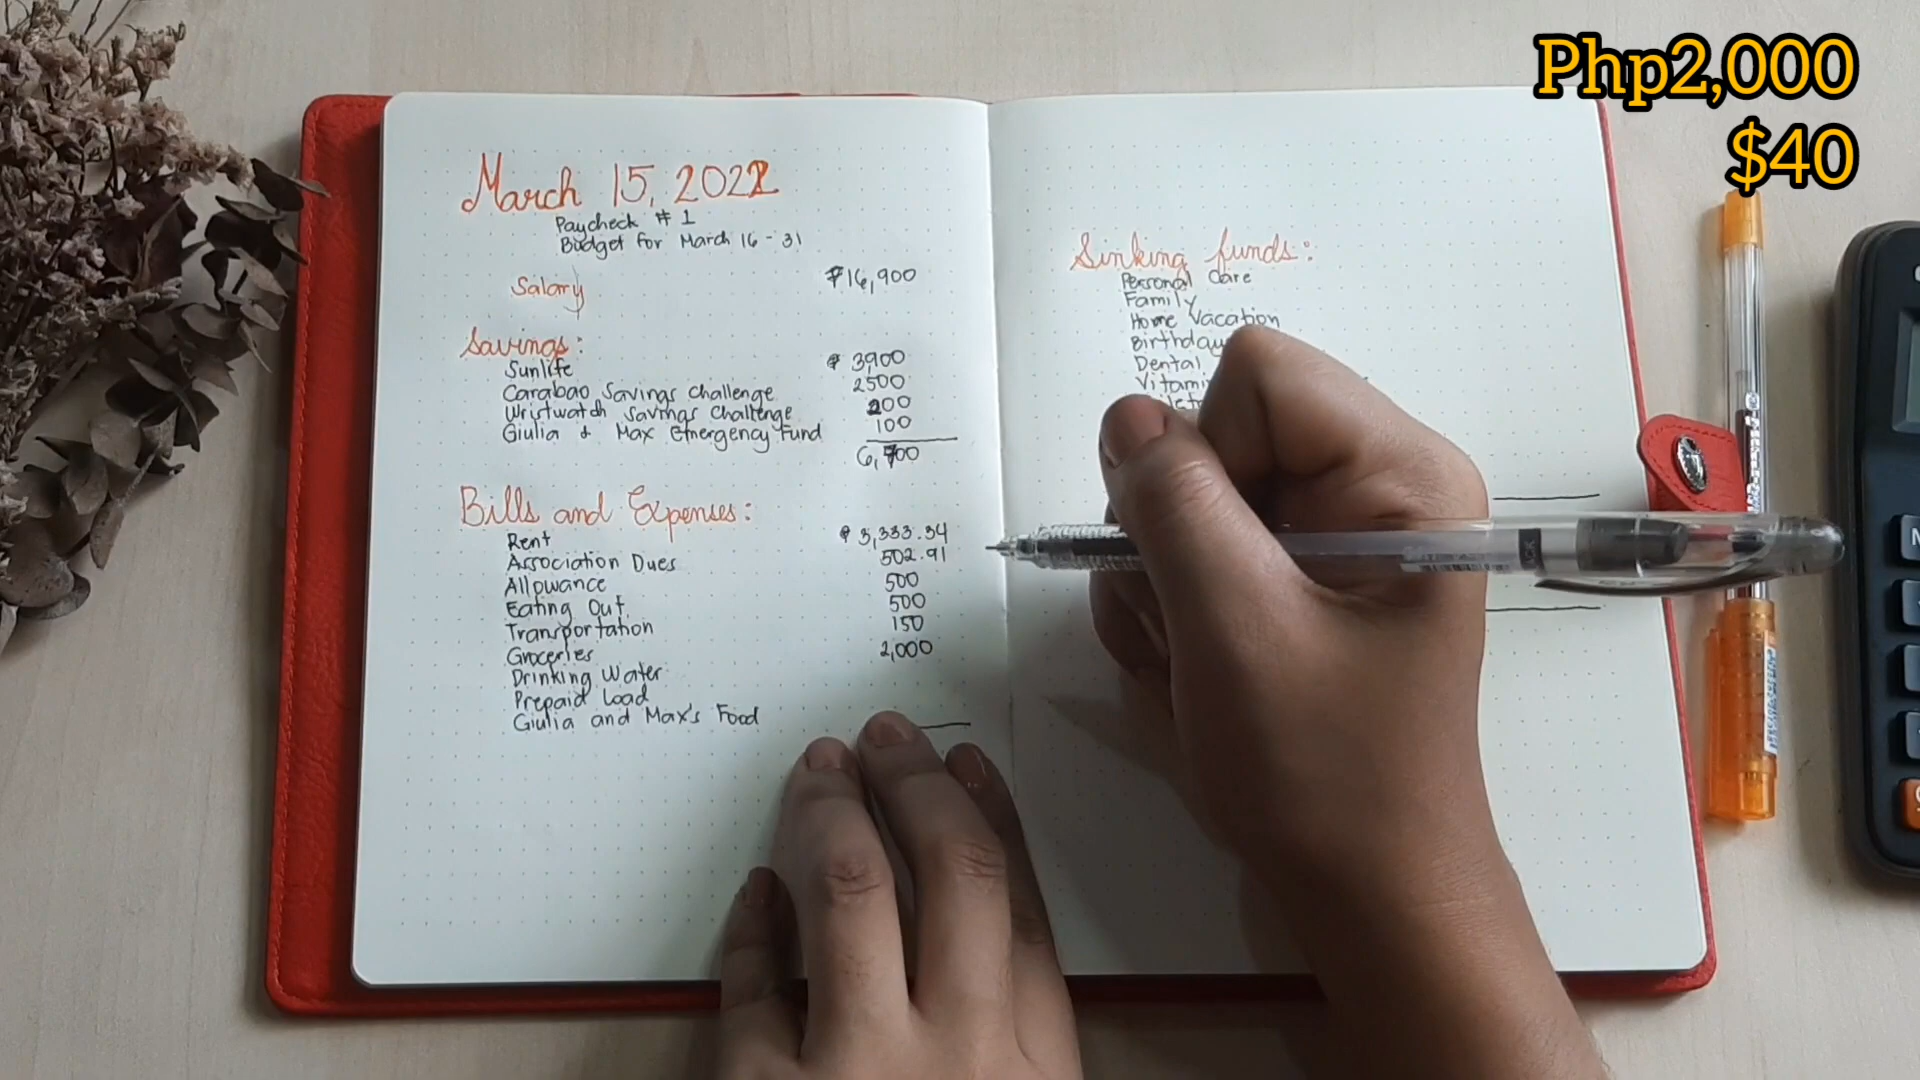 Php2,000
$40
March 15, 2022
Paycheck # 1
Budget for March 16 - 31
Salary ₱16,900
Savings:
Sunlife ₱ 3900
Carabao Savings Challenge 2500
Wristwatch Savings Challenge 200
Giulia & Max Emergency Fund 100
6,700
Bills and Expenses:
Rent ₱ 3,333.34
Association Dues 502.91
Allowance 500
Eating Out 500
Transportation 150
Groceries 2,000
Drinking Water
Prepaid Load
Giulia and Max's Food
Sinking funds:
Personal Care
Family
Home Vacation
Birthday
Dental